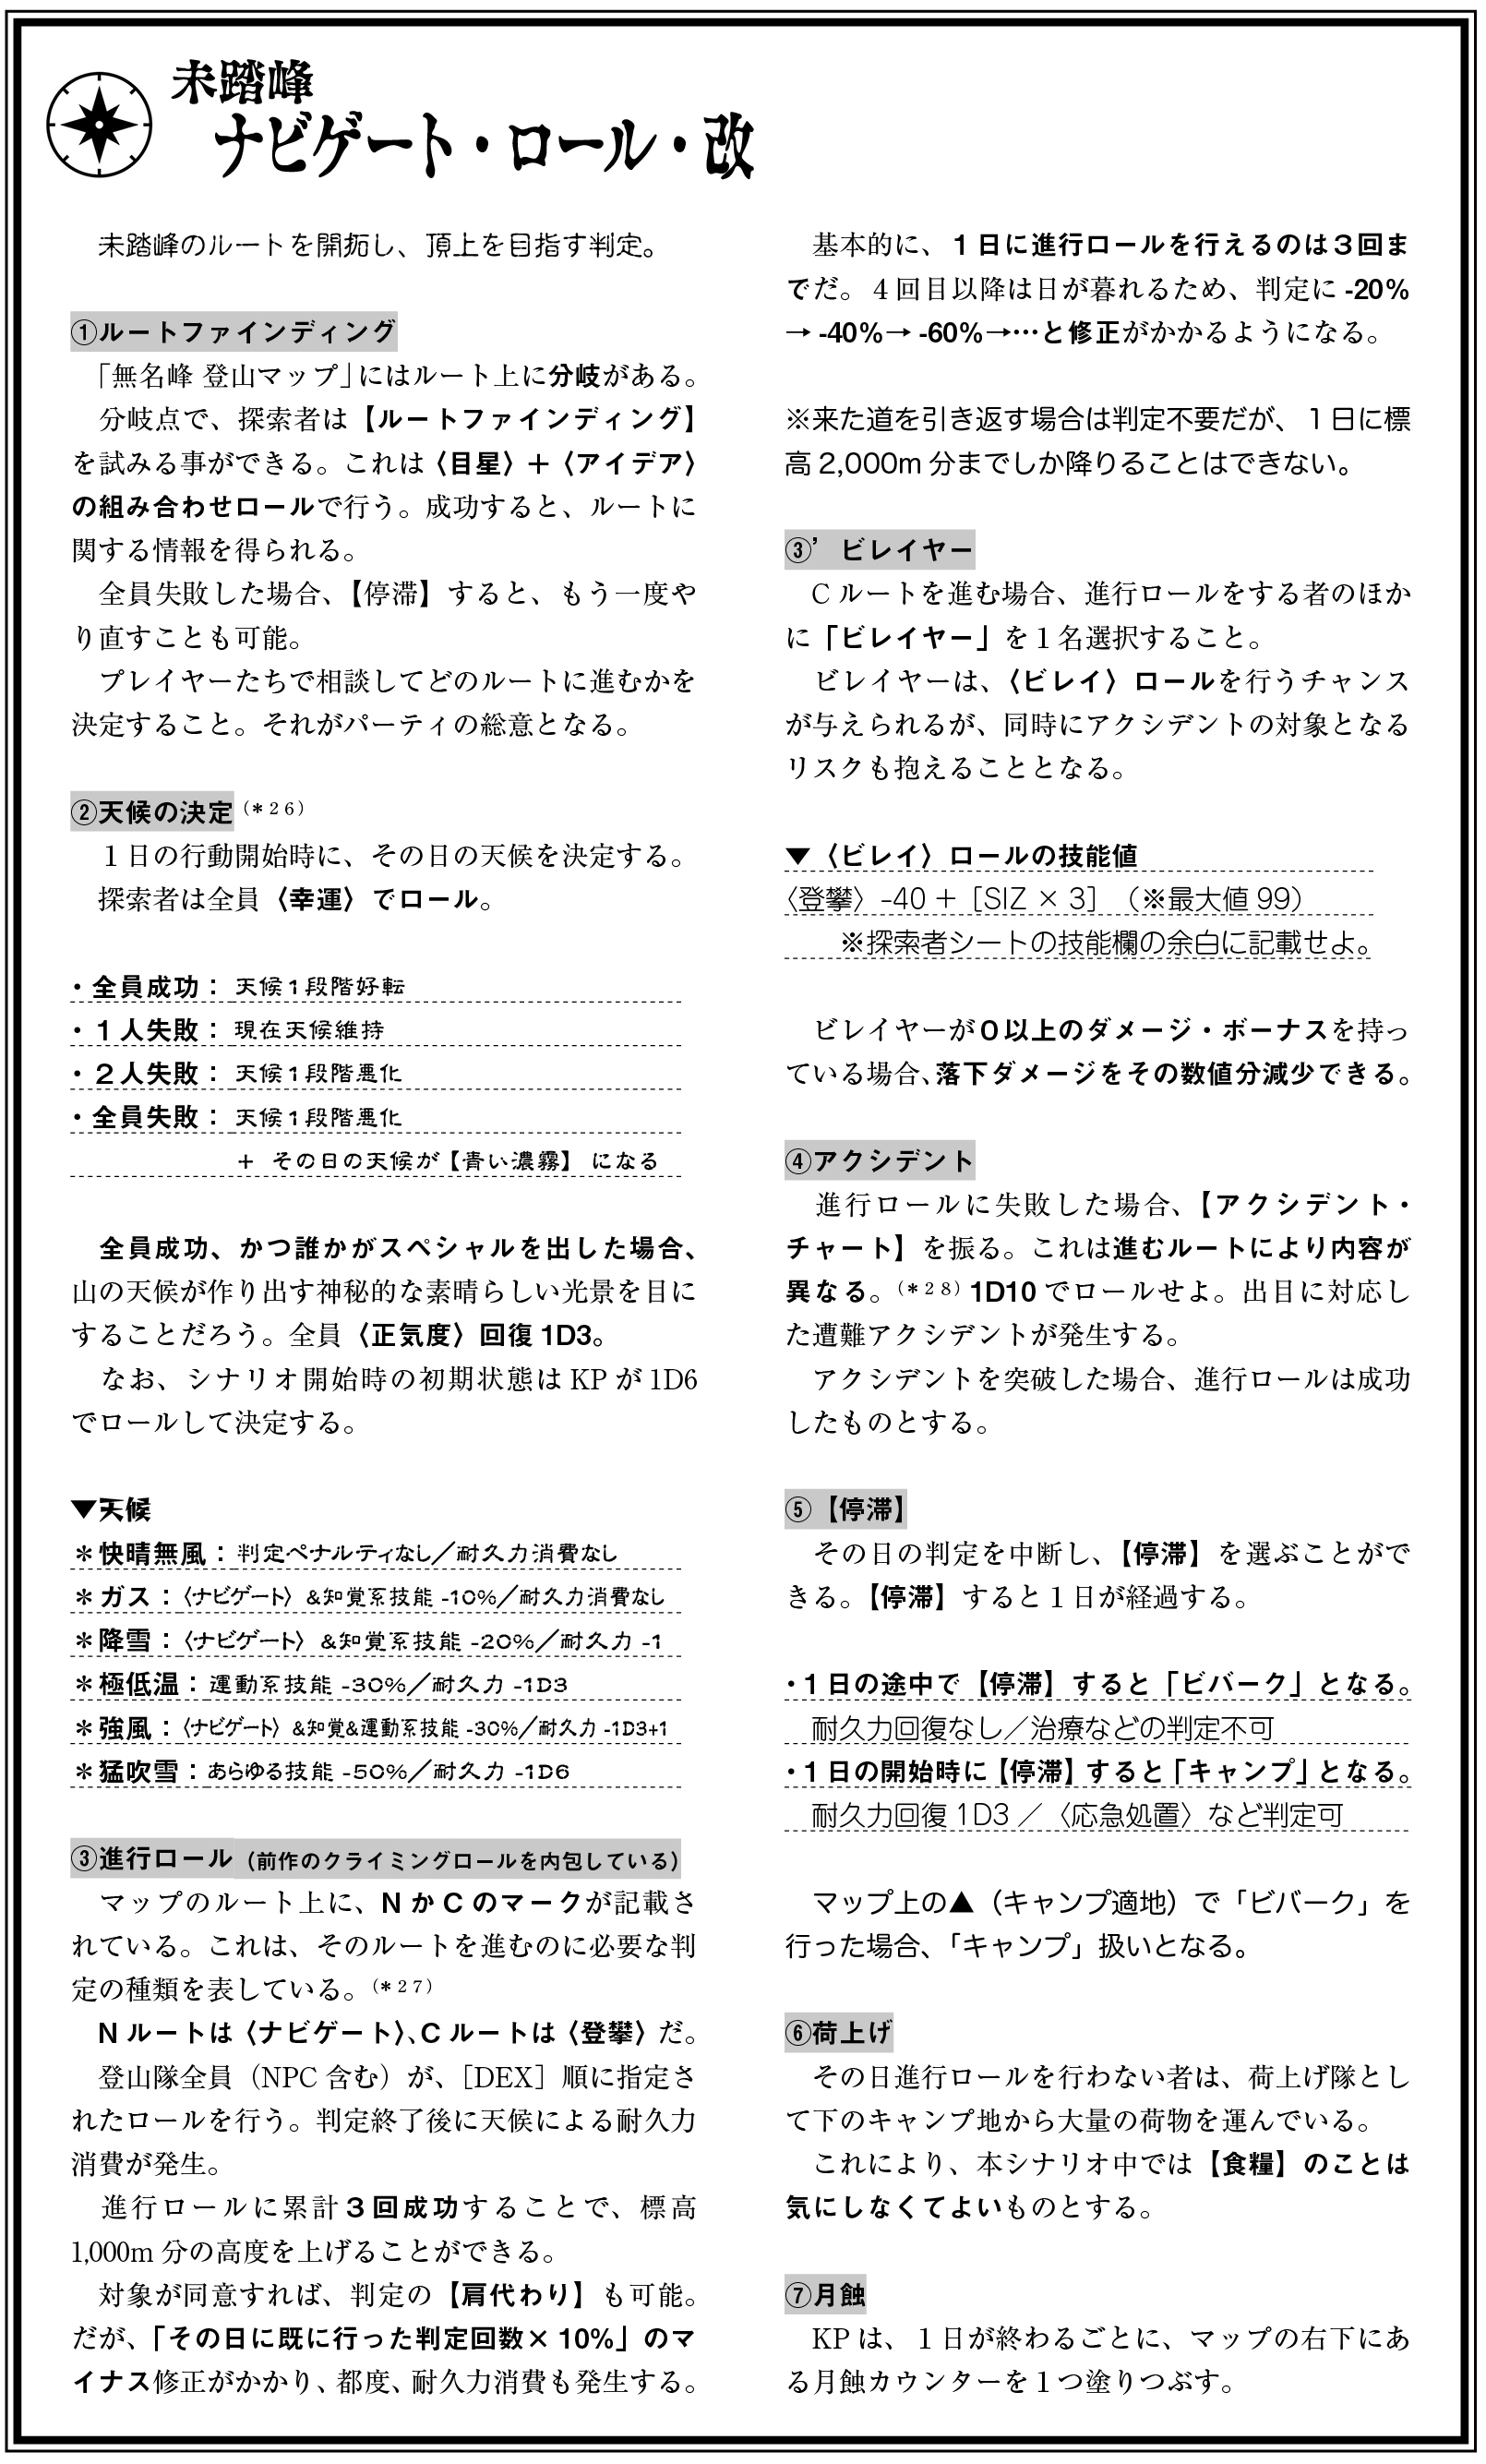 未踏峰
ナビゲート・ロール・改
未踏峰のルートを開拓し、頂上を目指す判定。
①ルートファインディング
「無名峰 登山マップ」にはルート上に分岐がある。
分岐点で、探索者は【ルートファインディング】
を試みる事ができる。これは〈目星〉＋〈アイデア〉
の組み合わせロールで行う。成功すると、ルートに
関する情報を得られる。
全員失敗した場合、【停滞】すると、もう一度や
り直すことも可能。
プレイヤーたちで相談してどのルートに進むかを
決定すること。それがパーティの総意となる。
②天候の決定（＊26）
１日の行動開始時に、その日の天候を決定する。
探索者は全員〈幸運〉でロール。
・全員成功：天候１段階好転
・１人失敗：現在天候維持
・２人失敗：天候１段階悪化
・全員失敗：天候１段階悪化
＋ その日の天候が【青い濃霧】になる
全員成功、かつ誰かがスペシャルを出した場合、
山の天候が作り出す神秘的な素晴らしい光景を目に
することだろう。全員〈正気度〉回復 1D3。
なお、シナリオ開始時の初期状態は KP が 1D6
でロールして決定する。
▼天候
＊快晴無風：判定ペナルティなし／耐久力消費なし
＊ガス：〈ナビゲート〉&知覚系技能 -10%／耐久力消費なし
＊降雪：〈ナビゲート〉&知覚系技能 -20%／耐久力 -1
＊極低温：運動系技能 -30%／耐久力 -1D3
＊強風：〈ナビゲート〉&知覚&運動系技能 -30%／耐久力 -1D3+1
＊猛吹雪：あらゆる技能 -50%／耐久力 -1D6
③進行ロール（前作のクライミングロールを内包している）
マップのルート上に、N か C のマークが記載さ
れている。これは、そのルートを進むのに必要な判
定の種類を表している。（＊27）
N ルートは〈ナビゲート〉、C ルートは〈登攀〉だ。
登山隊全員（NPC 含む）が、［DEX］順に指定さ
れたロールを行う。判定終了後に天候による耐久力
消費が発生。
進行ロールに累計３回成功することで、標高
1,000m 分の高度を上げることができる。
対象が同意すれば、判定の【肩代わり】も可能。
だが、「その日に既に行った判定回数× 10%」のマ
イナス修正がかかり、都度、耐久力消費も発生する。
基本的に、１日に進行ロールを行えるのは３回ま
でだ。４回目以降は日が暮れるため、判定に -20%
→ -40%→ -60%→…と修正がかかるようになる。
※来た道を引き返す場合は判定不要だが、１日に標
高 2,000m 分までしか降りることはできない。
③’ビレイヤー
C ルートを進む場合、進行ロールをする者のほか
に「ビレイヤー」を１名選択すること。
ビレイヤーは、〈ビレイ〉ロールを行うチャンス
が与えられるが、同時にアクシデントの対象となる
リスクも抱えることとなる。
▼〈ビレイ〉ロールの技能値
〈登攀〉-40 ＋［SIZ × 3］（※最大値 99）
※探索者シートの技能欄の余白に記載せよ。
ビレイヤーが０以上のダメージ・ボーナスを持っ
ている場合、落下ダメージをその数値分減少できる。
④アクシデント
進行ロールに失敗した場合、【アクシデント・
チャート】を振る。これは進むルートにより内容が
異なる。（＊28）1D10 でロールせよ。出目に対応し
た遭難アクシデントが発生する。
アクシデントを突破した場合、進行ロールは成功
したものとする。
⑤【停滞】
その日の判定を中断し、【停滞】を選ぶことがで
きる。【停滞】すると１日が経過する。
・１日の途中で【停滞】すると「ビバーク」となる。
耐久力回復なし／治療などの判定不可
・１日の開始時に【停滞】すると「キャンプ」となる。
耐久力回復 1D3 ／〈応急処置〉など判定可
マップ上の▲（キャンプ適地）で「ビバーク」を
行った場合、「キャンプ」扱いとなる。
⑥荷上げ
その日進行ロールを行わない者は、荷上げ隊とし
て下のキャンプ地から大量の荷物を運んでいる。
これにより、本シナリオ中では【食糧】のことは
気にしなくてよいものとする。
⑦月蝕
KP は、１日が終わるごとに、マップの右下にあ
る月蝕カウンターを１つ塗りつぶす。